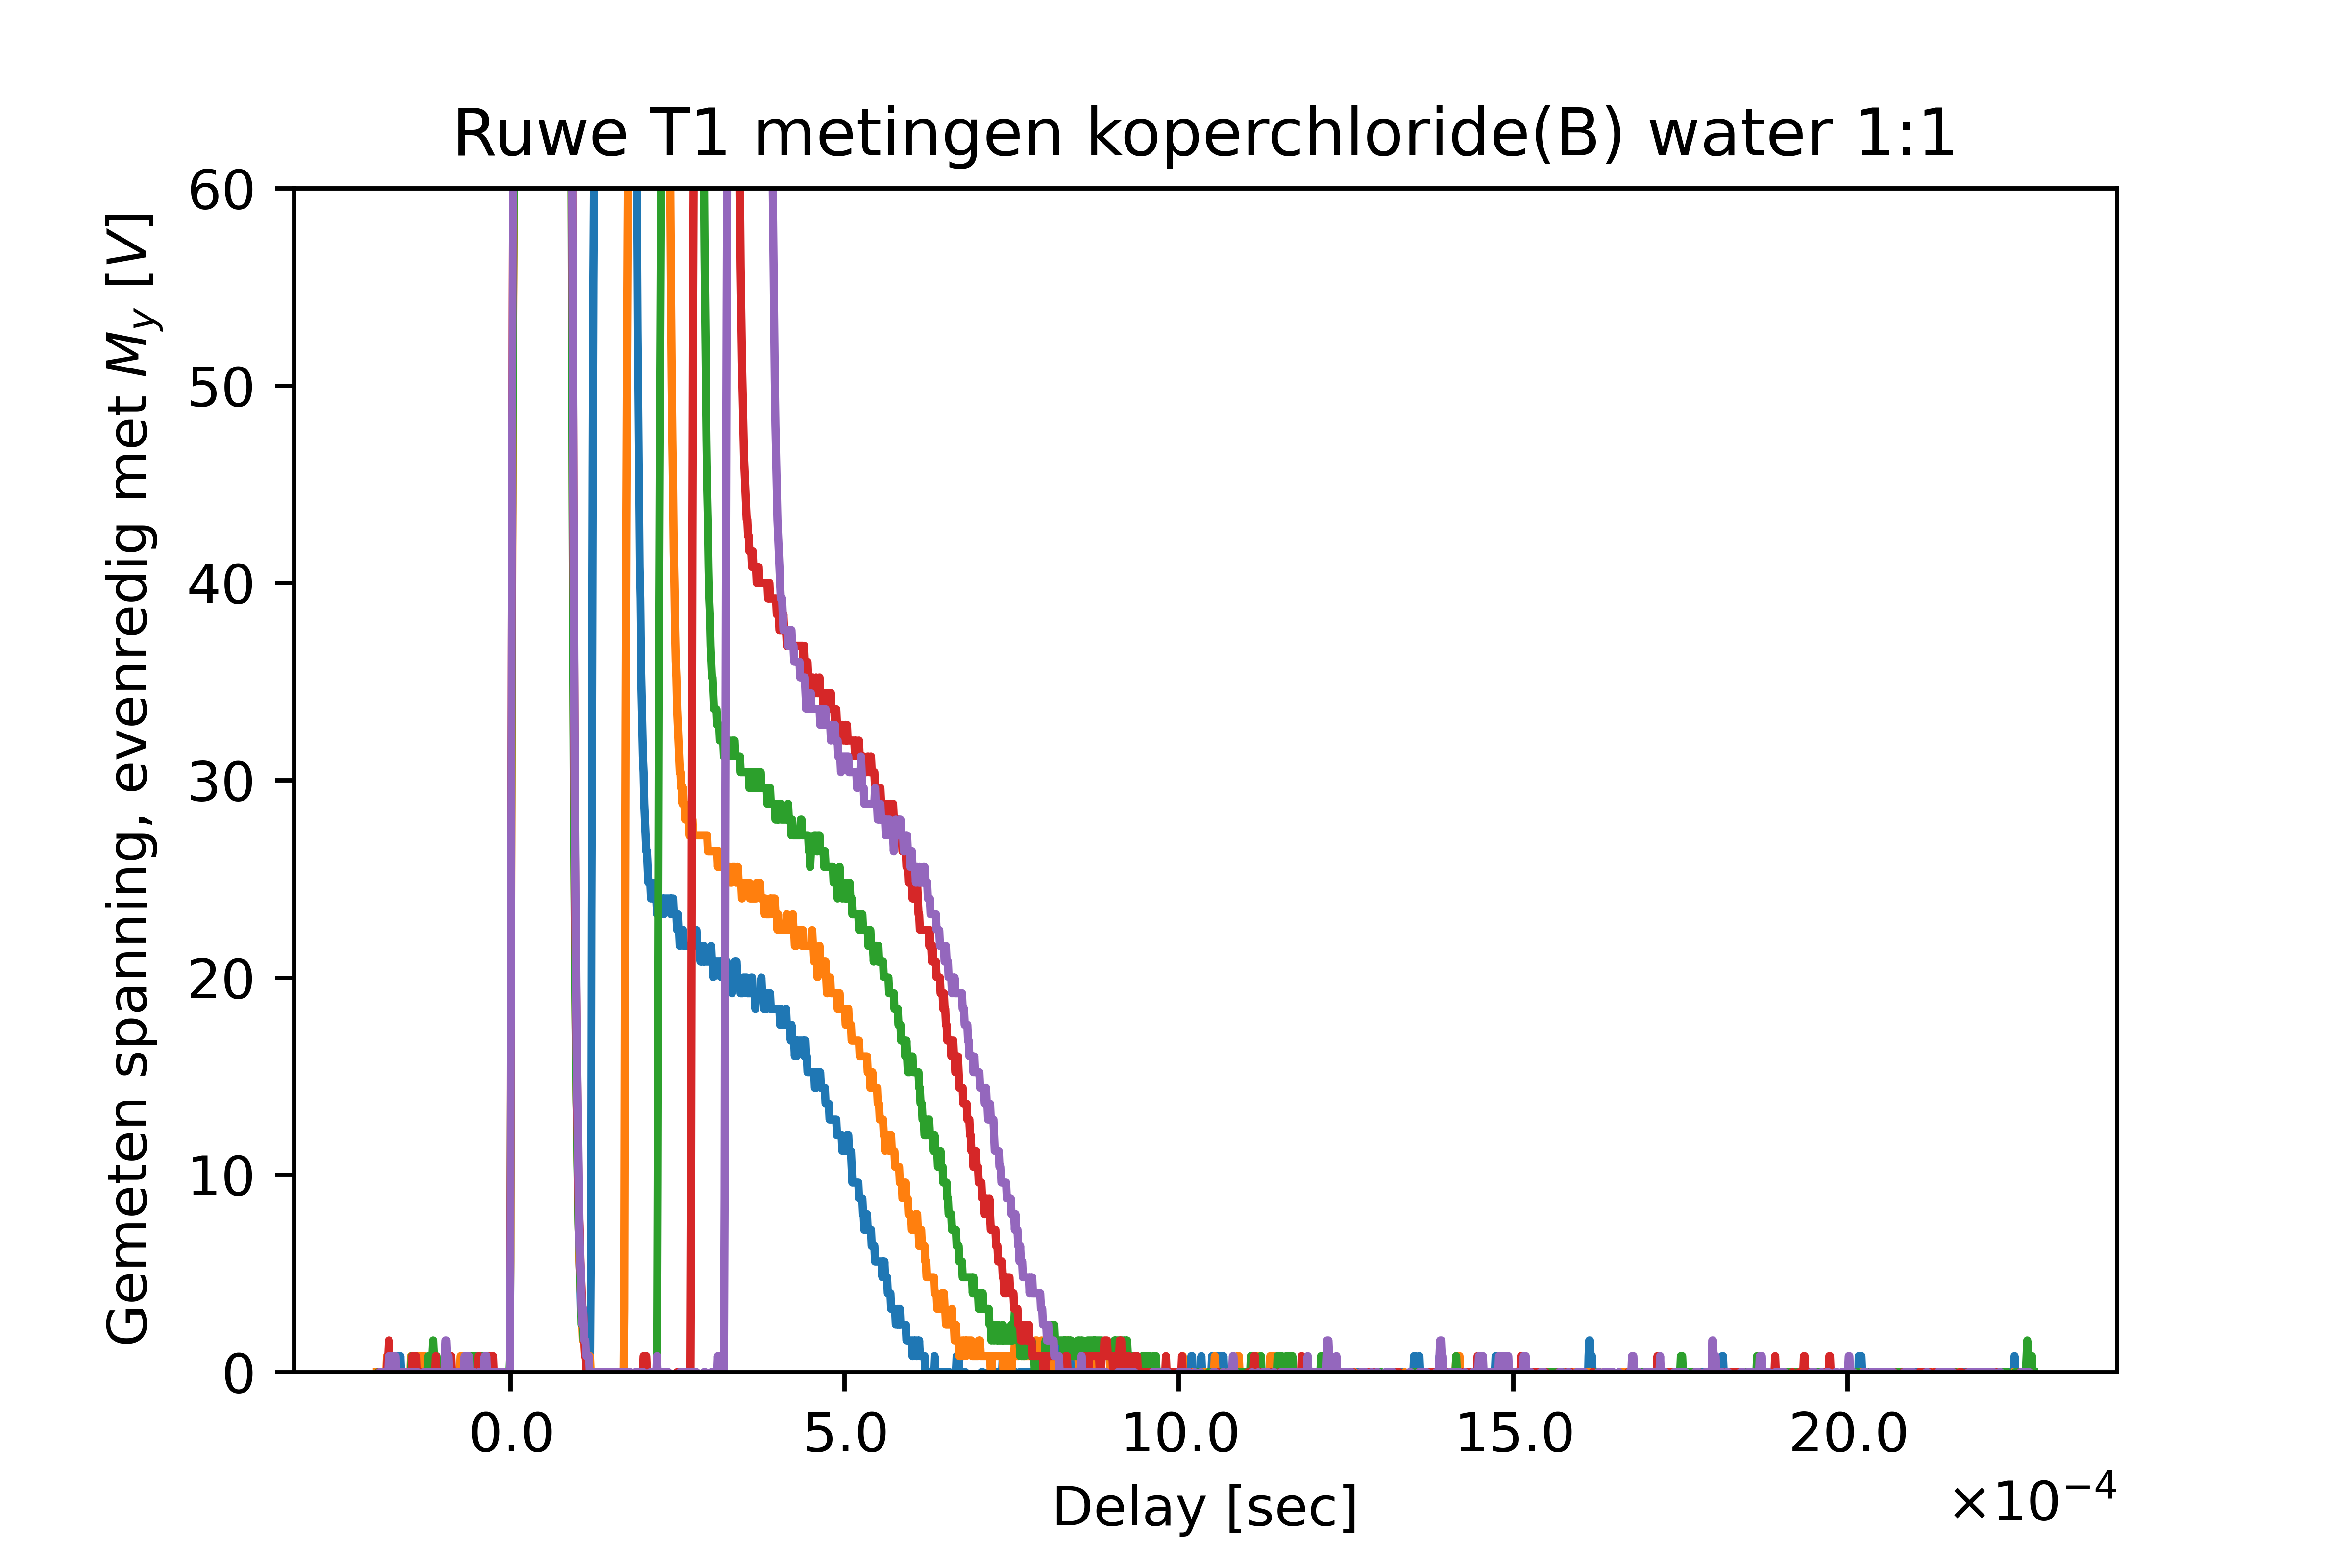 Ruwe T1 metingen koperchloride(B) water 1:1
Gemeten spanning, evenredig met $M_y$ [V]
60
50
40
30
20
10
0
0.0 5.0 10.0 15.0 20.0
Delay [sec]
×10⁻⁴